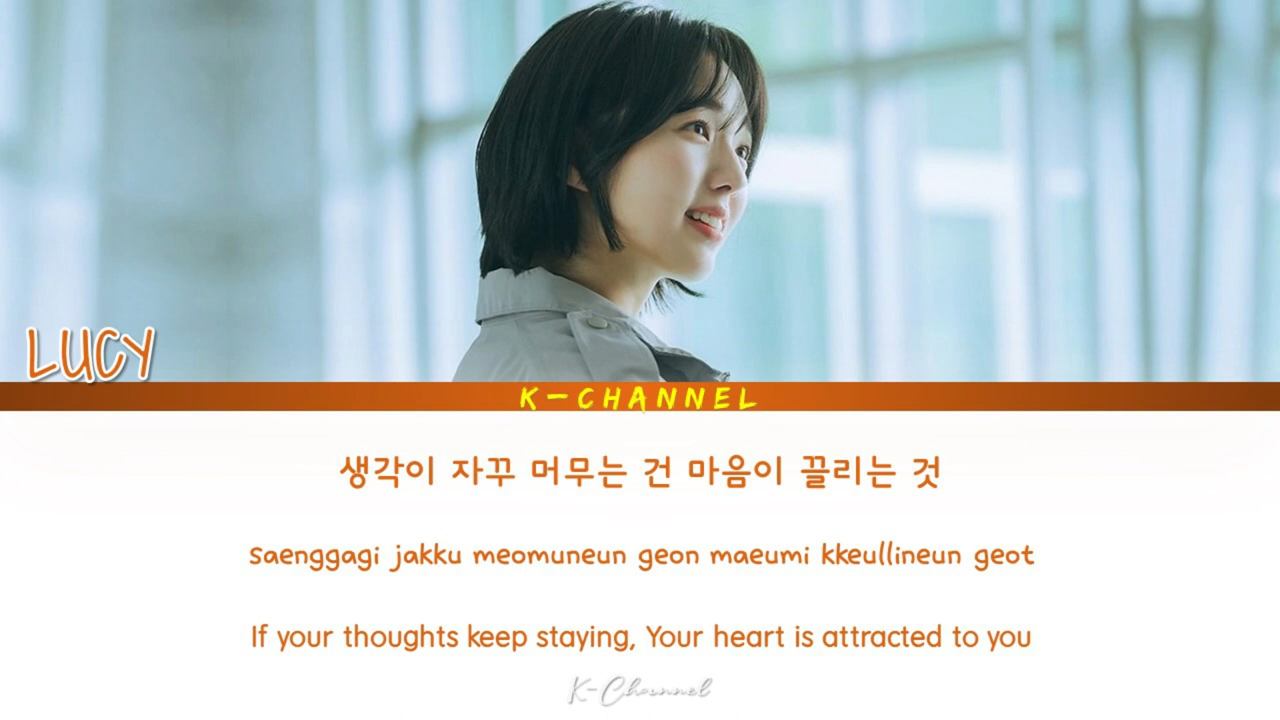 LUCY
K-CHANNEL
생각이 자꾸 머무는 건 마음이 끌리는 것
saenggagi jakku meomuneun geon maeumi kkeullineun geot
If your thoughts keep staying, Your heart is attracted to you
K-Channel